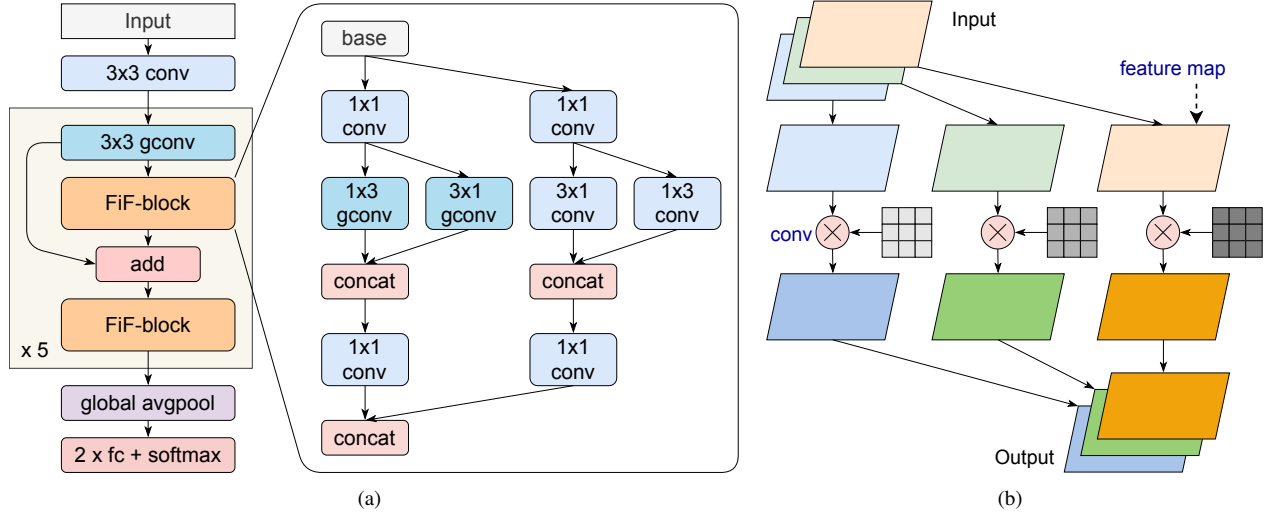 Input
3x3 conv
3x3 gconv
FiF-block
add
FiF-block
x 5
global avgpool
2 x fc + softmax
base
1x1
conv
1x1
conv
1x3
gconv
3x1
gconv
3x1
conv
1x3
conv
concat
concat
1x1
conv
1x1
conv
concat
(a)
Input
feature map
conv
Output
(b)